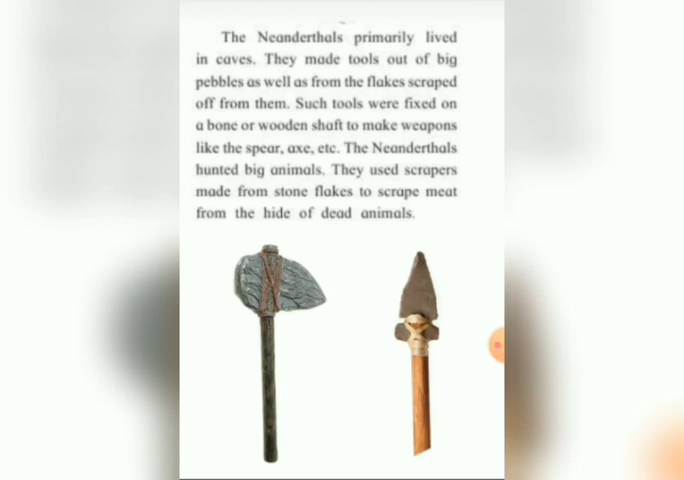 The Neanderthals primarily lived
in caves. They made tools out of big
pebbles as well as from the flakes scraped
off from them. Such tools were fixed on
a bone or wooden shaft to make weapons
like the spear, axe, etc. The Neanderthals
hunted big animals. They used scrapers
made from stone flakes to scrape meat
from the hide of dead animals.